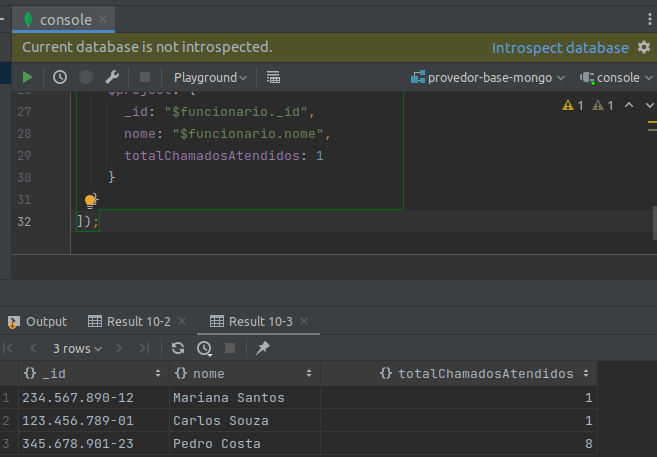 console
Current database is not introspected. Introspect database
Playground provedor-base-mongo console
$project: {
27 _id: "$funcionario._id", 1 1
28 nome: "$funcionario.nome",
29 totalChamadosAtendidos: 1
30 }
31 }
32 ]);
Output Result 10-2 Result 10-3
3 rows
_id nome totalChamadosAtendidos
1 234.567.890-12 Mariana Santos 1
2 123.456.789-01 Carlos Souza 1
3 345.678.901-23 Pedro Costa 8